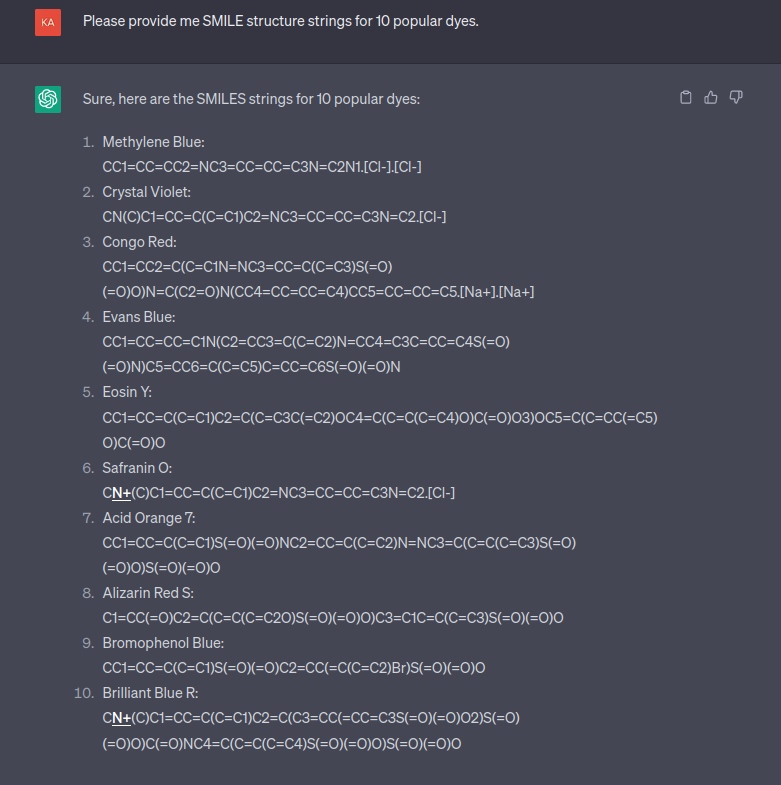 KA
Please provide me SMILE structure strings for 10 popular dyes.
Sure, here are the SMILES strings for 10 popular dyes:
1. Methylene Blue:
CC1=CC=CC2=NC3=CC=CC=C3N=C2N1.[Cl-].[Cl-]
2. Crystal Violet:
CN(C)C1=CC=C(C=C1)C2=NC3=CC=CC=C3N=C2.[Cl-]
3. Congo Red:
CC1=CC2=C(C=C1N=NC3=CC=C(C=C3)S(=O)
(=O)O)N=C(C2=O)N(CC4=CC=CC=C4)CC5=CC=CC=C5.[Na+].[Na+]
4. Evans Blue:
CC1=CC=CC=C1N(C2=CC3=C(C=C2)N=CC4=C3C=CC=C4S(=O)
(=O)N)C5=CC6=C(C=C5)C=CC=C6S(=O)(=O)N
5. Eosin Y:
CC1=CC=C(C=C1)C2=C(C=C3C(=C2)OC4=C(C=C(C=C4)O)C(=O)O3)OC5=C(C=CC(=C5)
O)C(=O)O
6. Safranin O:
CN+(C)C1=CC=C(C=C1)C2=NC3=CC=CC=C3N=C2.[Cl-]
7. Acid Orange 7:
CC1=CC=C(C=C1)S(=O)(=O)NC2=CC=C(C=C2)N=NC3=C(C=C(C=C3)S(=O)
(=O)O)S(=O)(=O)O
8. Alizarin Red S:
C1=CC(=O)C2=C(C=C(C=C2O)S(=O)(=O)O)C3=C1C=C(C=C3)S(=O)(=O)O
9. Bromophenol Blue:
CC1=CC=C(C=C1)S(=O)(=O)C2=CC(=C(C=C2)Br)S(=O)(=O)O
10. Brilliant Blue R:
CN+(C)C1=CC=C(C=C1)C2=C(C3=CC(=CC=C3S(=O)(=O)O2)S(=O)
(=O)O)C(=O)NC4=C(C=C(C=C4)S(=O)(=O)O)S(=O)(=O)O